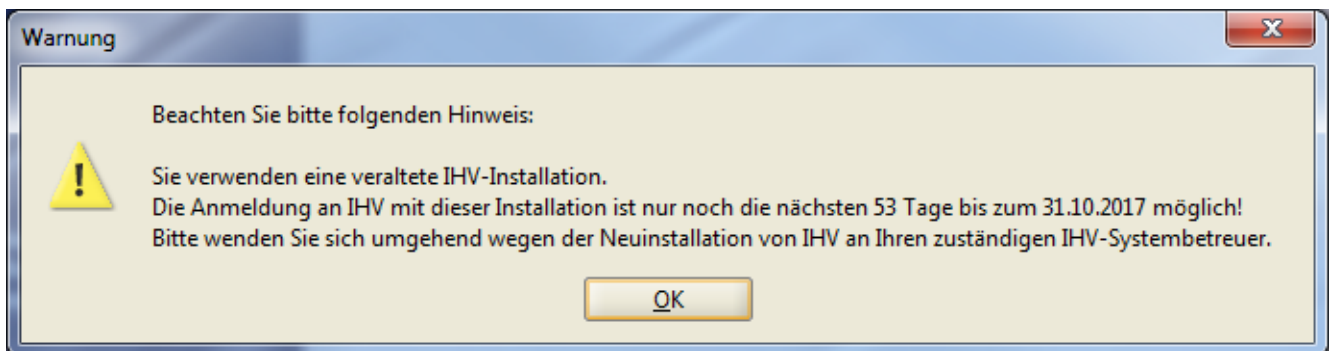 Warnung
Beachten Sie bitte folgenden Hinweis:
Sie verwenden eine veraltete IHV-Installation.
Die Anmeldung an IHV mit dieser Installation ist nur noch die nächsten 53 Tage bis zum 31.10.2017 möglich!
Bitte wenden Sie sich umgehend wegen der Neuinstallation von IHV an Ihren zuständigen IHV-Systembetreuer.
OK